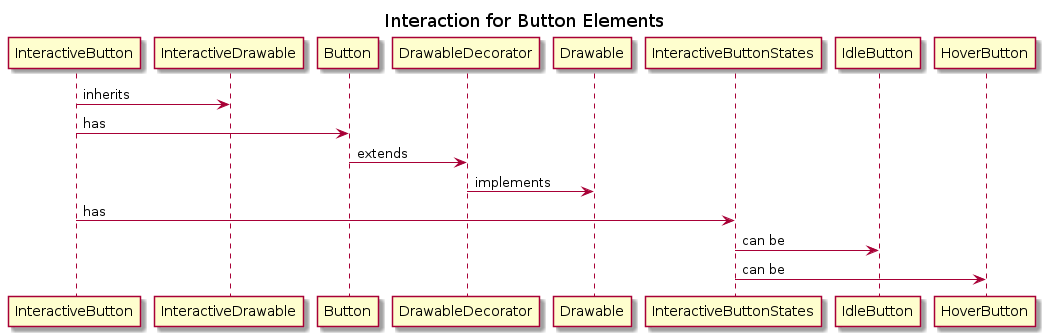 Interaction for Button Elements
InteractiveButton InteractiveDrawable Button DrawableDecorator Drawable InteractiveButtonStates IdleButton HoverButton
inherits
has
extends
implements
has
can be
can be
InteractiveButton InteractiveDrawable Button DrawableDecorator Drawable InteractiveButtonStates IdleButton HoverButton